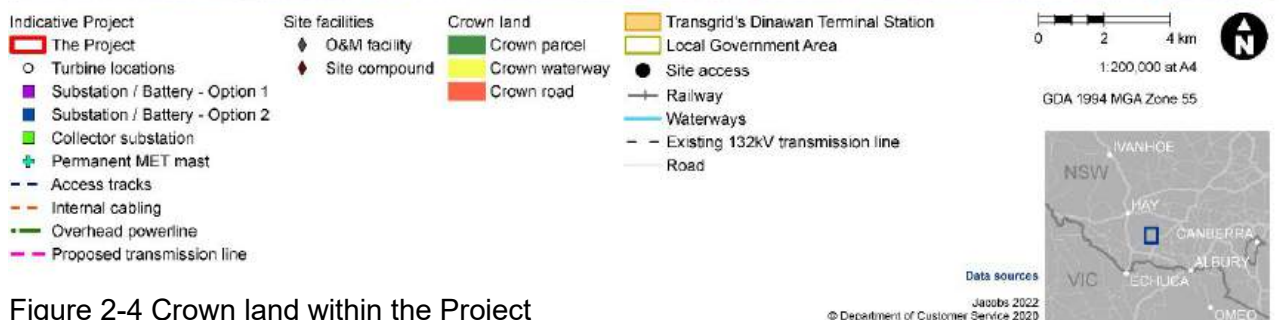 Indicative Project
The Project
Turbine locations
Substation / Battery - Option 1
Substation / Battery - Option 2
Collector substation
Permanent MET mast
Access tracks
Internal cabling
Overhead powerline
Proposed transmission line
Site facilities
O&M facility
Site compound
Crown land
Crown parcel
Crown waterway
Crown road
Transgrid's Dinawan Terminal Station
Local Government Area
Site access
Railway
Waterways
Existing 132kV transmission line
Road
0 2 4 km
N
1:200,000 at A4
GDA 1994 MGA Zone 55
IVANHOE
NSW
HAY
CANBERRA
ALBURY
VIC
ECHUCA
OMEO
Data sources
Jacobs 2022
© Department of Customer Service 2020
Figure 2-4 Crown land within the Project